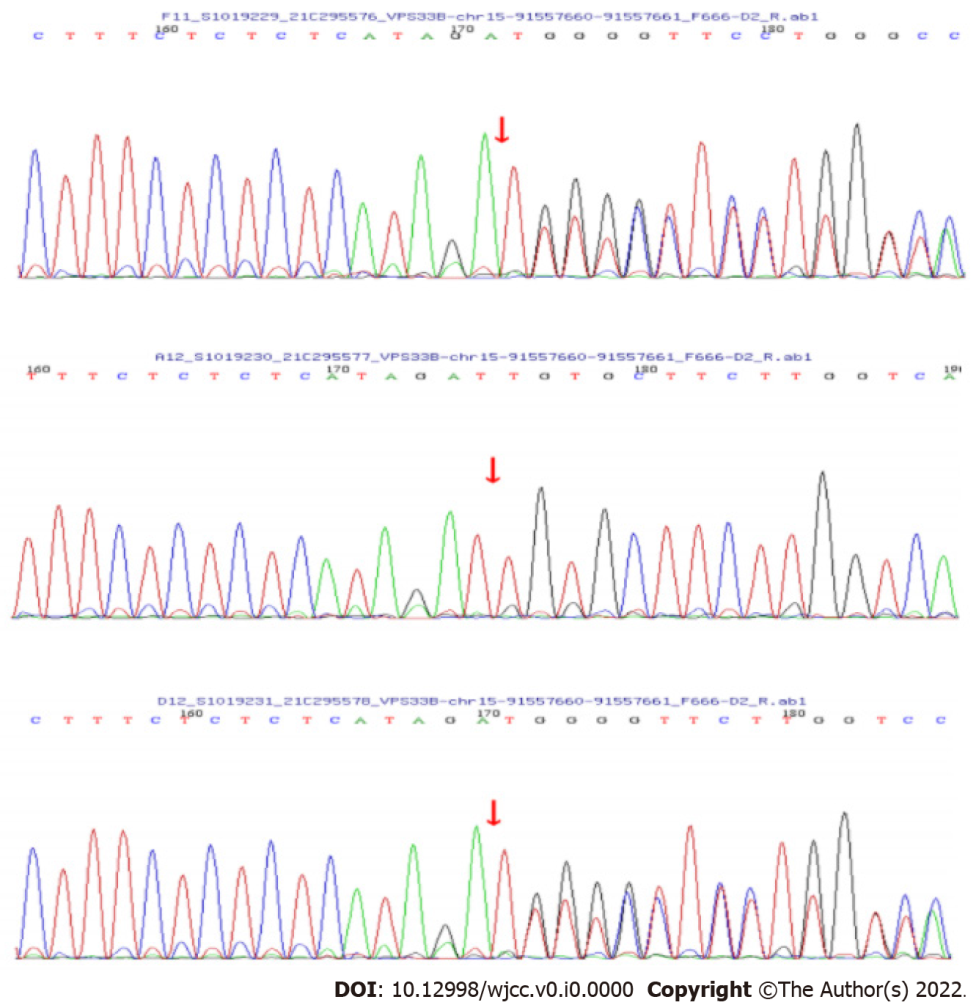 F11_S1019229_21C295576_VPS33B-chr15-91557660-91557661_F666-D2_R.ab1
160 170 180
C T T T C T C T C T C A T A G A T G G G G T T C C T G G G C C
A12_S1019230_21C295577_VPS33B-chr15-91557660-91557661_F666-D2_R.ab1
160 170 180 190
T T T C T C T C T C A T A G A T T G T G C T T C T T G G T C A
D12_S1019231_21C295578_VPS33B-chr15-91557660-91557661_F666-D2_R.ab1
160 170 180
C T T T C T C T C T C A T A G A T G G G G T T C T T G G T C C
DOI: 10.12998/wjcc.v0.i0.0000 Copyright ©The Author(s) 2022.